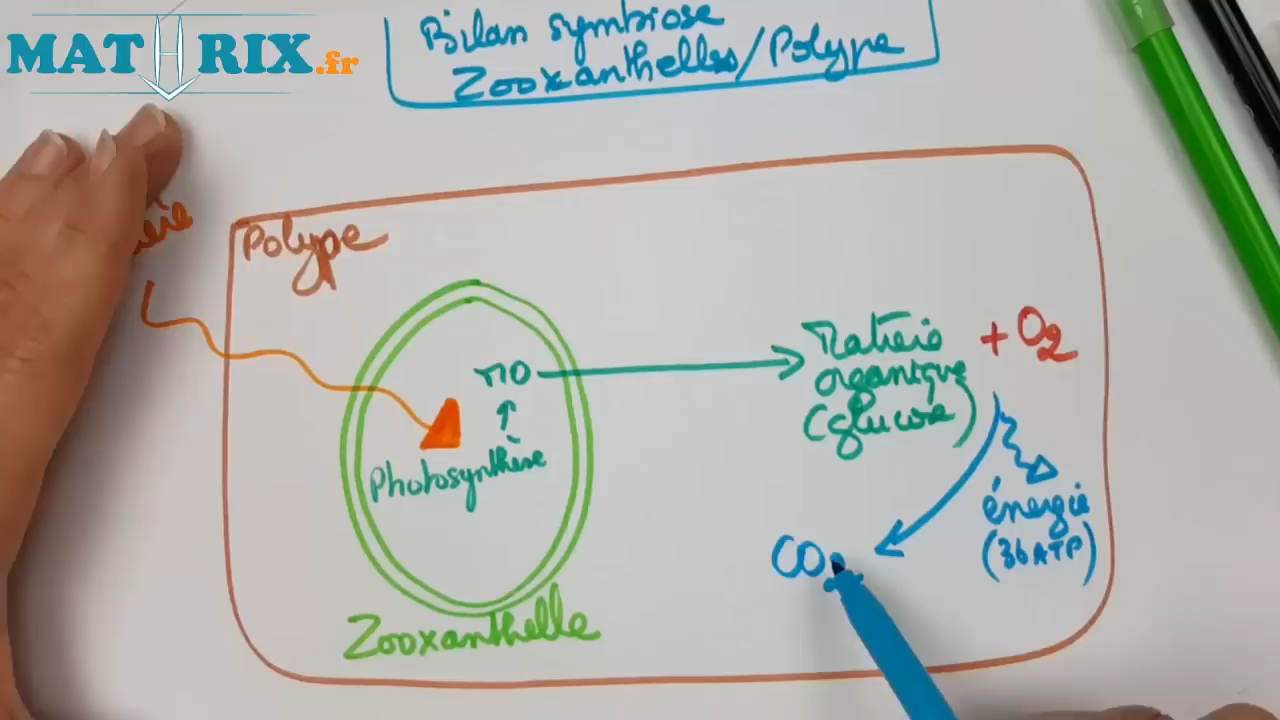 MATHRIX.fr
Bilan symbiose
Zooxanthelles/Polype
Polype
MO
Photosynthèse
Zooxanthelle
Matière
organique
(glucose)
+ O2
énergie
(36 ATP)
CO2